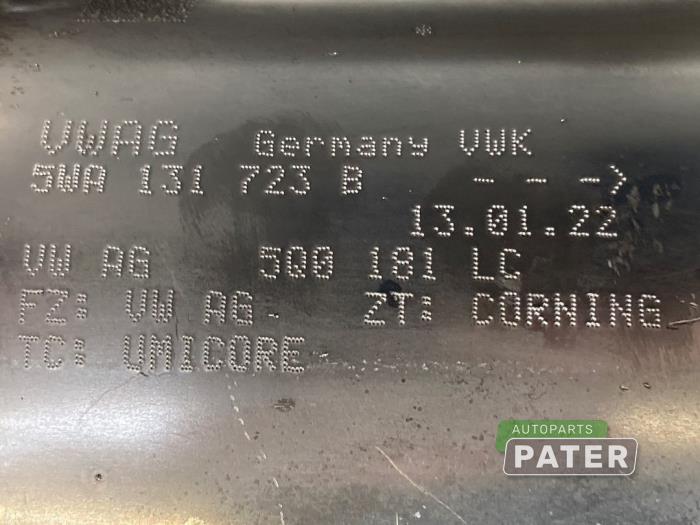 VWAG Germany VWK
5WA 131 723 B - - ->
13.01.22
VW AG 5Q0 181 LC
FZ: VW AG. ZT: CORNING
TC: UMICORE
AUTOPARTS
PATER